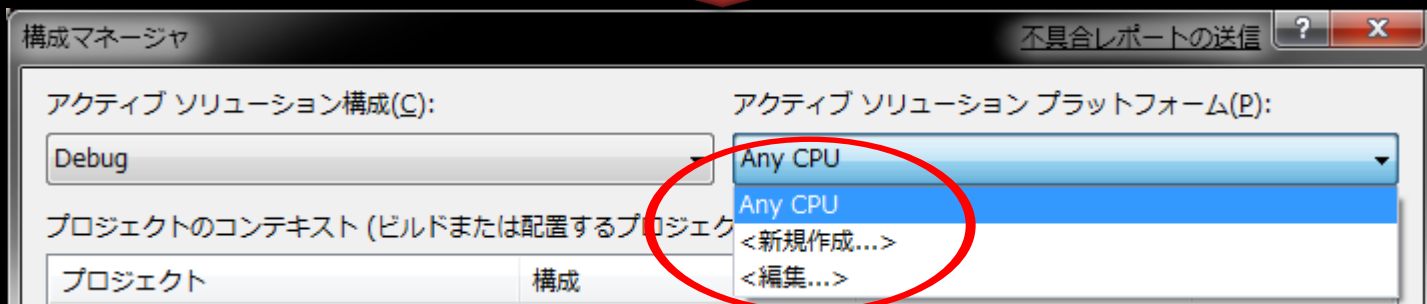 構成マネージャ
不具合レポートの送信
?
X
アクティブ ソリューション構成(C):
アクティブ ソリューション プラットフォーム(P):
Debug
Any CPU
Any CPU
<新規作成...>
<編集...>
プロジェクトのコンテキスト (ビルドまたは配置するプロジェク
プロジェクト
構成